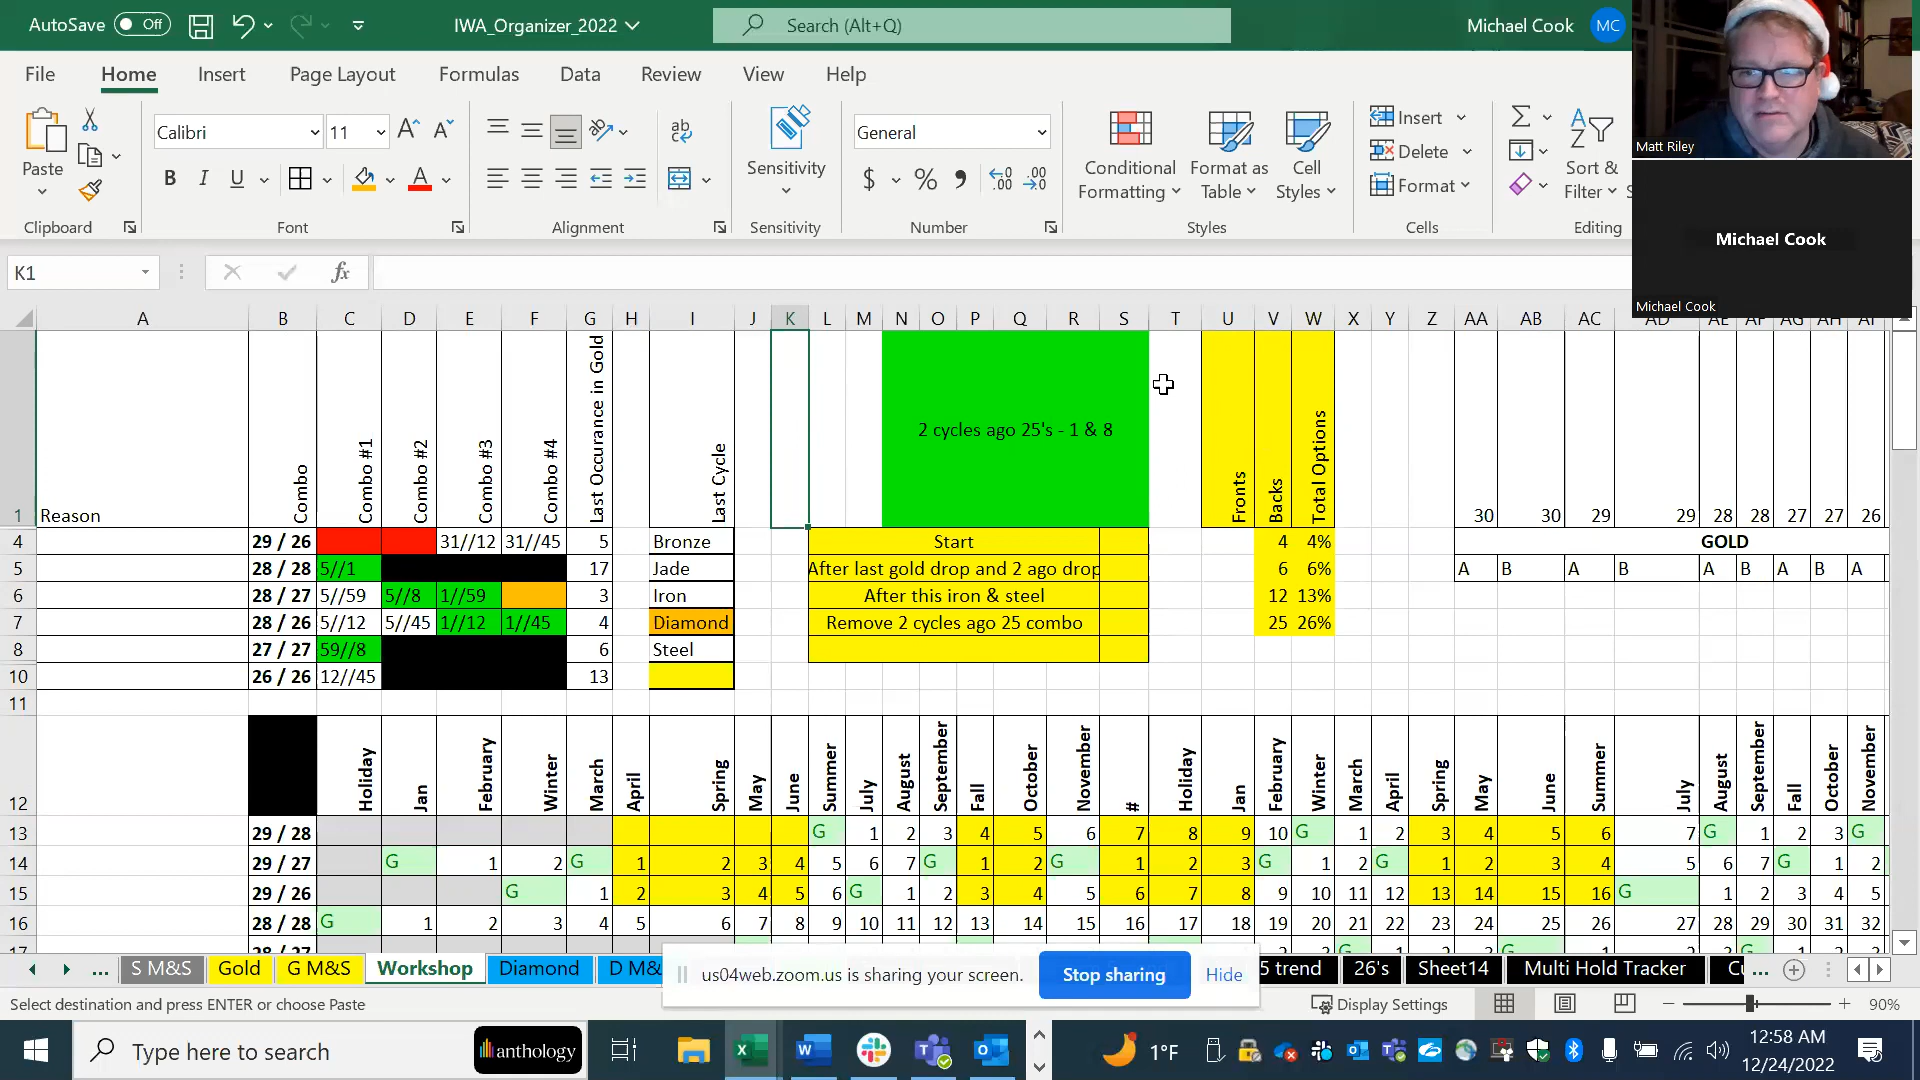 AutoSave Off IWA_Organizer_2022 Search (Alt+Q) Michael Cook MC
File Home Insert Page Layout Formulas Data Review View Help
Calibri 11 General Insert
Paste Sensitivity Conditional Formatting Format as Table Cell Styles Delete Sort & Filter
B I U $ % Format
Clipboard Font Alignment Sensitivity Number Styles Cells Editing
Matt Riley
Michael Cook
Michael Cook
K1 fx
A B C D E F G H I J K L M N O P Q R S T U V W X Y Z AA AB AC AD AE AF AG AH AI
1 Reason Combo Combo #1 Combo #2 Combo #3 Combo #4 Last Occurance in Gold Last Cycle 2 cycles ago 25's - 1 & 8 Fronts Backs Total Options 30 30 29 29 28 28 27 27 26
4 29 / 26 31//12 31//45 5 Bronze Start 4 4% GOLD
5 28 / 28 5//1 17 Jade After last gold drop and 2 ago drop 6 6% A B A B A B A B A
6 28 / 27 5//59 5//8 1//59 3 Iron After this iron & steel 12 13%
7 28 / 26 5//12 5//45 1//12 1//45 4 Diamond Remove 2 cycles ago 25 combo 25 26%
8 27 / 27 59//8 6 Steel
10 26 / 26 12//45 13
11
12 Holiday Jan February Winter March April Spring May June Summer July August September Fall October November # Holiday Jan February Winter March April Spring May June Summer July August September Fall October November
13 29 / 28 G 1 2 3 4 5 6 7 8 9 10 G 1 2 3 4 5 6 7 G 1 2 3 G
14 29 / 27 G 1 2 G 1 2 3 4 5 6 7 G 1 2 G 1 2 3 G 1 2 G 1 2 3 4 5 6 7 G 1 2
15 29 / 26 G 1 2 3 4 5 6 G 1 2 3 4 5 6 7 8 9 10 11 12 13 14 15 16 G 1 2 3 4 5
16 28 / 28 G 1 2 3 4 5 6 7 8 9 10 11 12 13 14 15 16 17 18 19 20 21 22 23 24 25 26 27 28 29 30 31 32
17 28 / 27
... S M&S Gold G M&S Workshop Diamond D M& 5 trend 26's Sheet14 Multi Hold Tracker Cu ...
us04web.zoom.us is sharing your screen. Stop sharing Hide
Select destination and press ENTER or choose Paste Display Settings 90%
Type here to search anthology 1°F 12:58 AM
12/24/2022